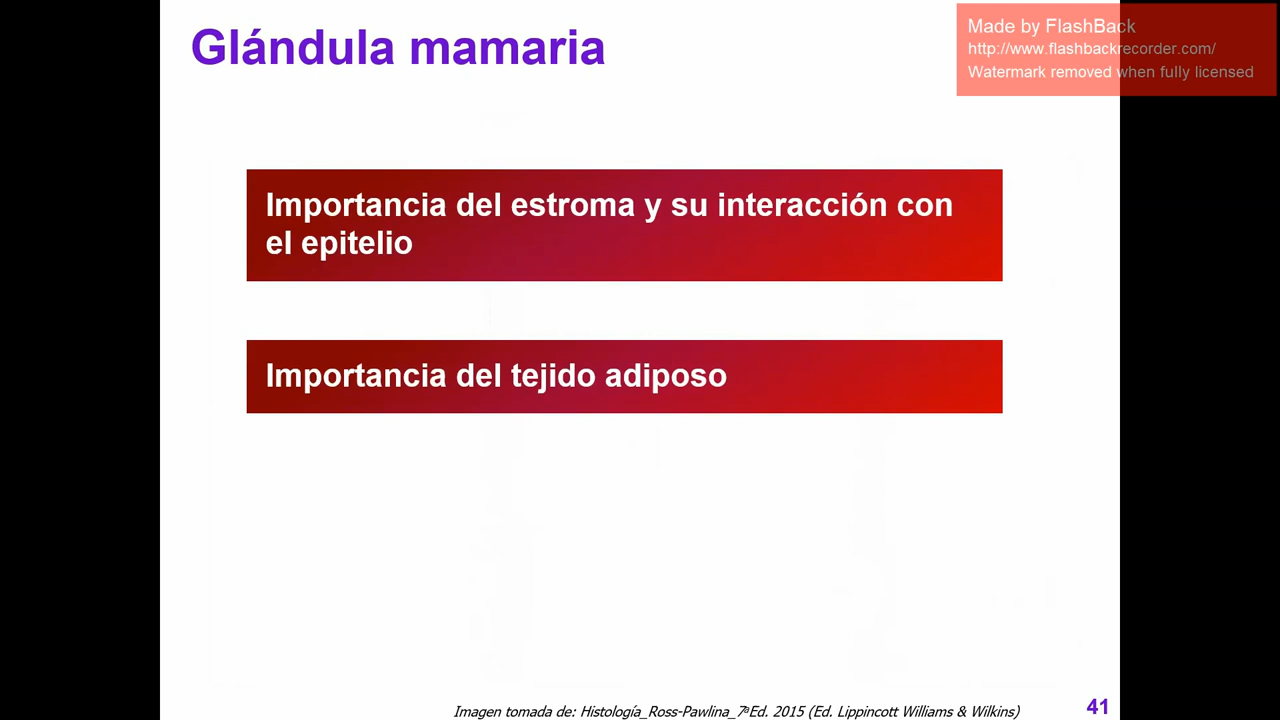 Glándula mamaria
Made by FlashBack
http://www.flashbackrecorder.com/
Watermark removed when fully licensed
Importancia del estroma y su interacción con
el epitelio
Importancia del tejido adiposo
Imagen tomada de: Histología_Ross-Pawlina_7ªEd. 2015 (Ed. Lippincott Williams & Wilkins)
41